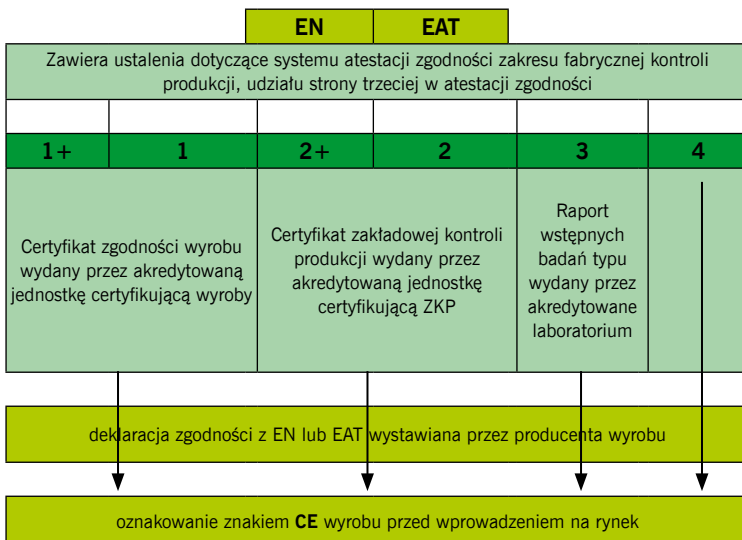 EN EAT
Zawiera ustalenia dotyczące systemu atestacji zgodności zakresu fabrycznej kontroli
produkcji, udziału strony trzeciej w atestacji zgodności
1+ 1 2+ 2 3 4
Certyfikat zgodności wyrobu
wydany przez akredytowaną
jednostkę certyfikującą wyroby
Certyfikat zakładowej kontroli
produkcji wydany przez
akredytowaną jednostkę
certyfikującą ZKP
Raport
wstępnych
badań typu
wydany przez
akredytowane
laboratorium
deklaracja zgodności z EN lub EAT wystawiana przez producenta wyrobu
oznakowanie znakiem CE wyrobu przed wprowadzeniem na rynek